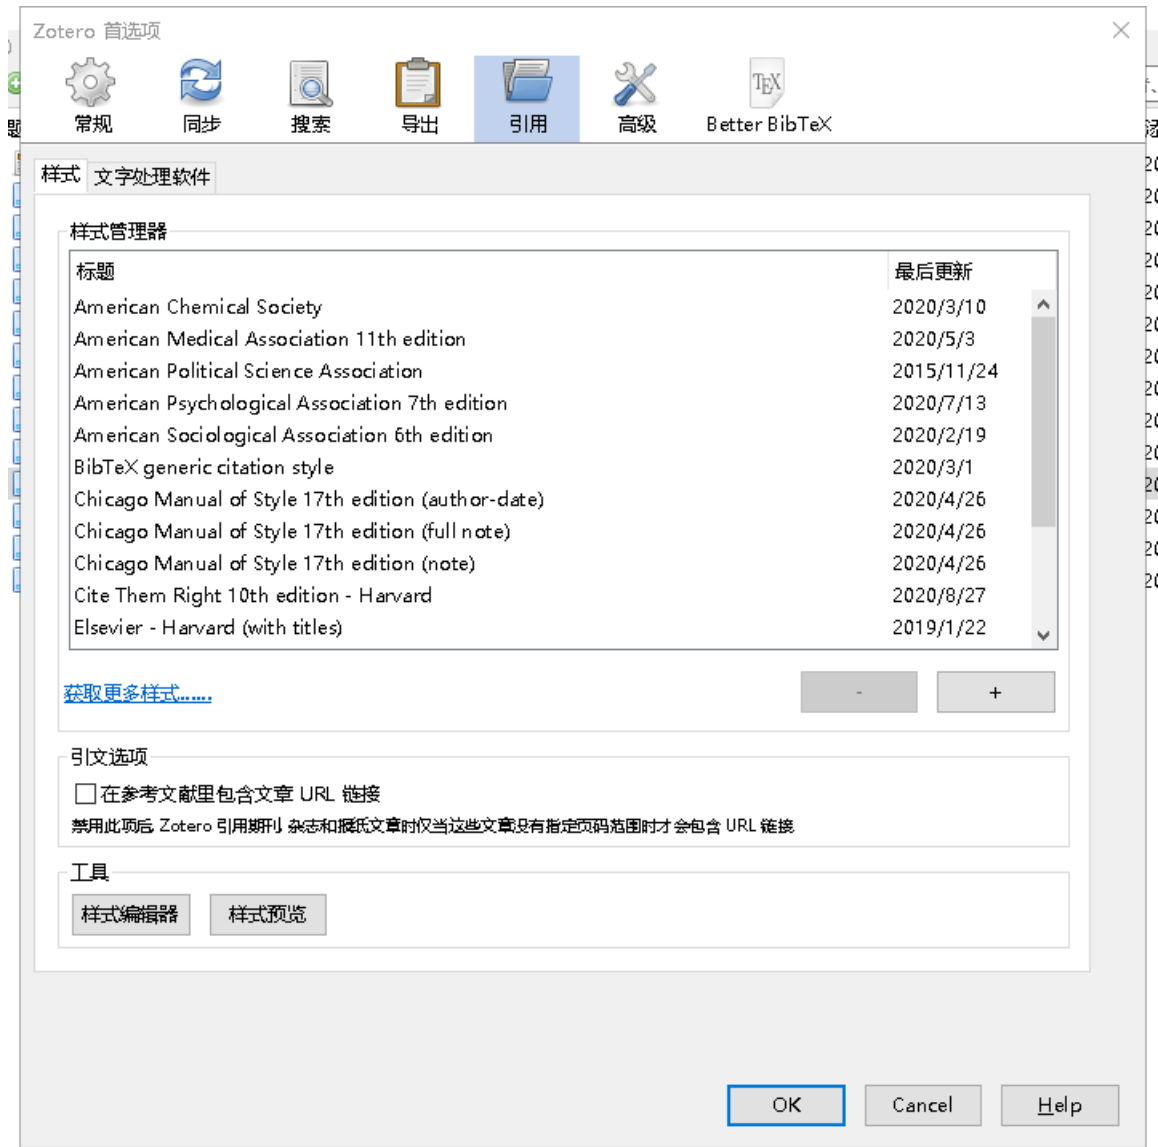 Zotero 首选项
常规 同步 搜索 导出 引用 高级 TEX Better BibTeX
样式 文字处理软件
样式管理器
标题 最后更新
American Chemical Society 2020/3/10
American Medical Association 11th edition 2020/5/3
American Political Science Association 2015/11/24
American Psychological Association 7th edition 2020/7/13
American Sociological Association 6th edition 2020/2/19
BibTeX generic citation style 2020/3/1
Chicago Manual of Style 17th edition (author-date) 2020/4/26
Chicago Manual of Style 17th edition (full note) 2020/4/26
Chicago Manual of Style 17th edition (note) 2020/4/26
Cite Them Right 10th edition - Harvard 2020/8/27
Elsevier - Harvard (with titles) 2019/1/22
获取更多样式...... - +
引文选项
在参考文献里包含文章 URL 链接
禁用此项后, Zotero 引用期刊, 杂志和报纸文章时仅当这些文章没有指定页码范围时才会包含 URL 链接
工具
样式编辑器 样式预览
OK Cancel Help